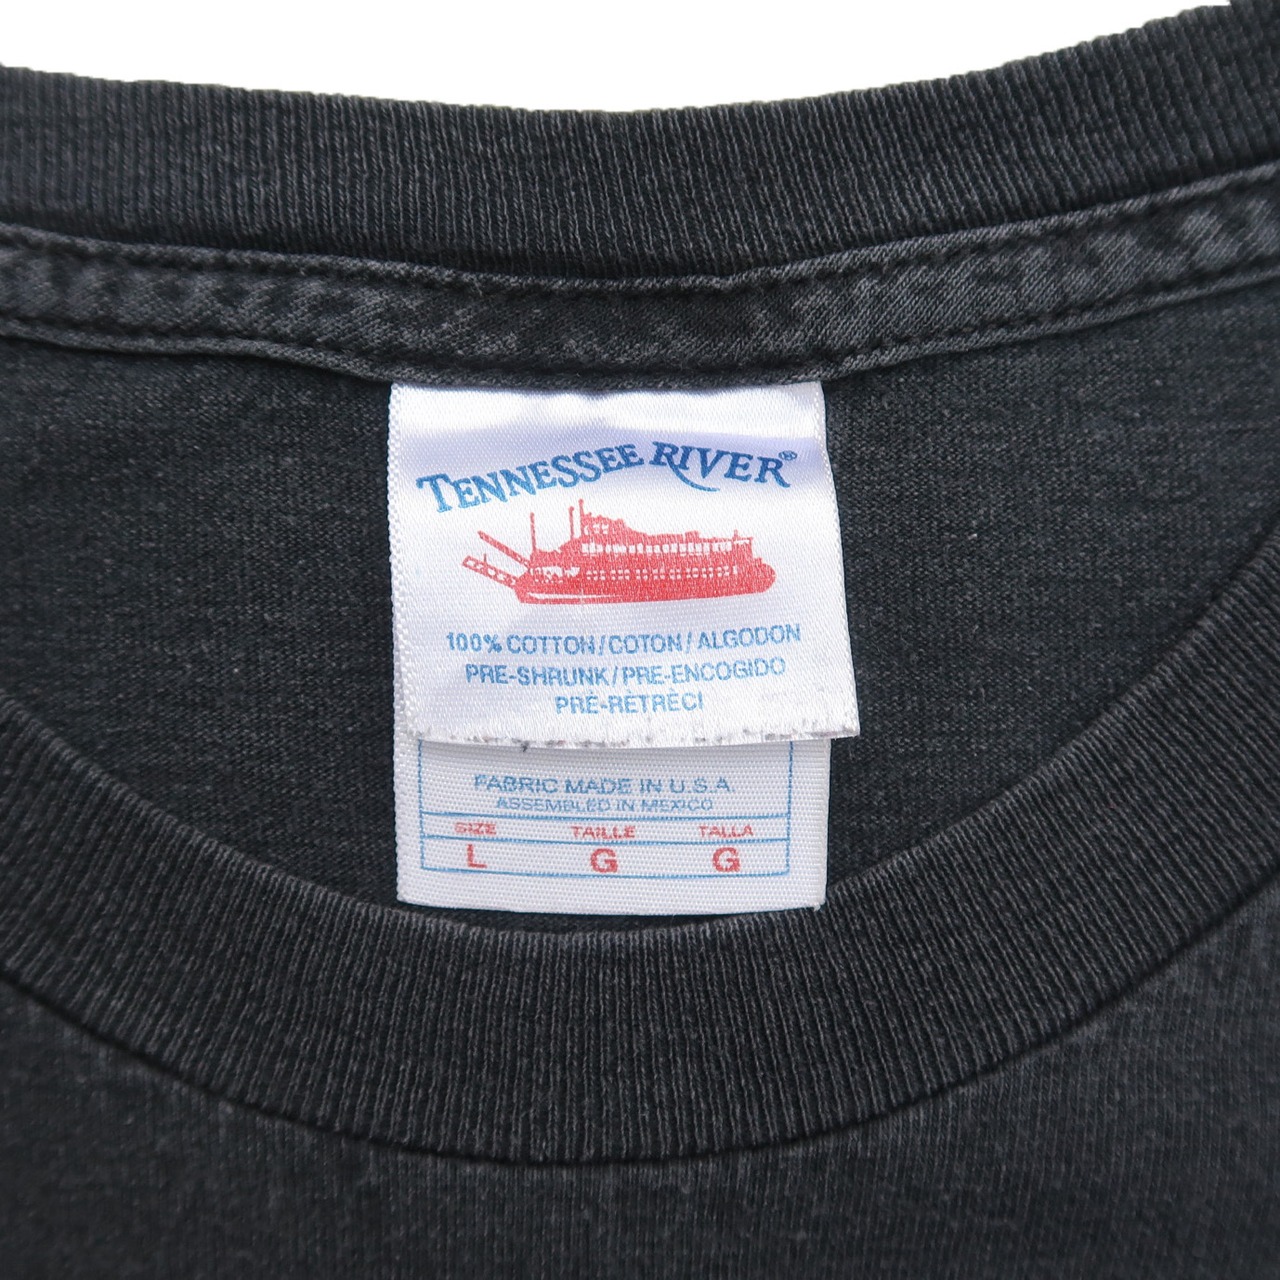 TENNESSEE RIVER®
100% COTTON/COTON/ALGODON
PRE-SHRUNK/PRE-ENCOGIDO
PRÉ-RÈTRÈCI
FABRIC MADE IN U.S.A.
ASSEMBLED IN MEXICO
SIZE TAILLE TALLA
L G G